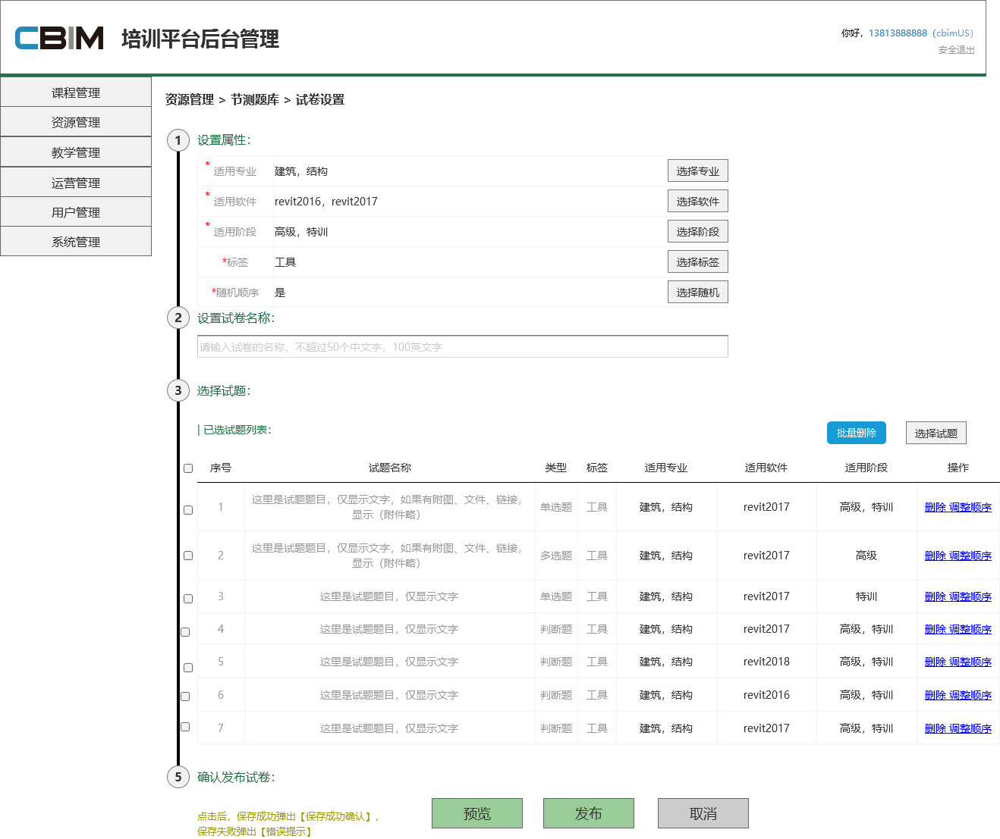 CBIM 培训平台后台管理
你好，13813888888（cbimUS）
安全退出
课程管理
资源管理
教学管理
运营管理
用户管理
系统管理
资源管理 > 节测题库 > 试卷设置
1 设置属性：
* 适用专业 建筑，结构 选择专业
* 适用软件 revit2016，revit2017 选择软件
* 适用阶段 高级，特训 选择阶段
*标签 工具 选择标签
*随机顺序 是 选择随机
2 设置试卷名称：
请输入试卷的名称，不超过50个中文字，100英文字
3 选择试题：
| 已选试题列表： 批量删除 选择试题
序号 试题名称 类型 标签 适用专业 适用软件 适用阶段 操作
1 这里是试题题目，仅显示文字，如果有附图、文件、链接，
显示（附件略） 单选题 工具 建筑，结构 revit2017 高级，特训 删除 调整顺序
2 这里是试题题目，仅显示文字，如果有附图、文件、链接，
显示（附件略） 多选题 工具 建筑，结构 revit2017 高级 删除 调整顺序
3 这里是试题题目，仅显示文字 单选题 工具 建筑，结构 revit2017 特训 删除 调整顺序
4 这里是试题题目，仅显示文字 判断题 工具 建筑，结构 revit2017 高级，特训 删除 调整顺序
5 这里是试题题目，仅显示文字 判断题 工具 建筑，结构 revit2018 高级，特训 删除 调整顺序
6 这里是试题题目，仅显示文字 判断题 工具 建筑，结构 revit2016 高级，特训 删除 调整顺序
7 这里是试题题目，仅显示文字 判断题 工具 建筑，结构 revit2017 高级，特训 删除 调整顺序
5 确认发布试卷：
点击后，保存成功弹出【保存成功确认】，
保存失败弹出【错误提示】
预览 发布 取消